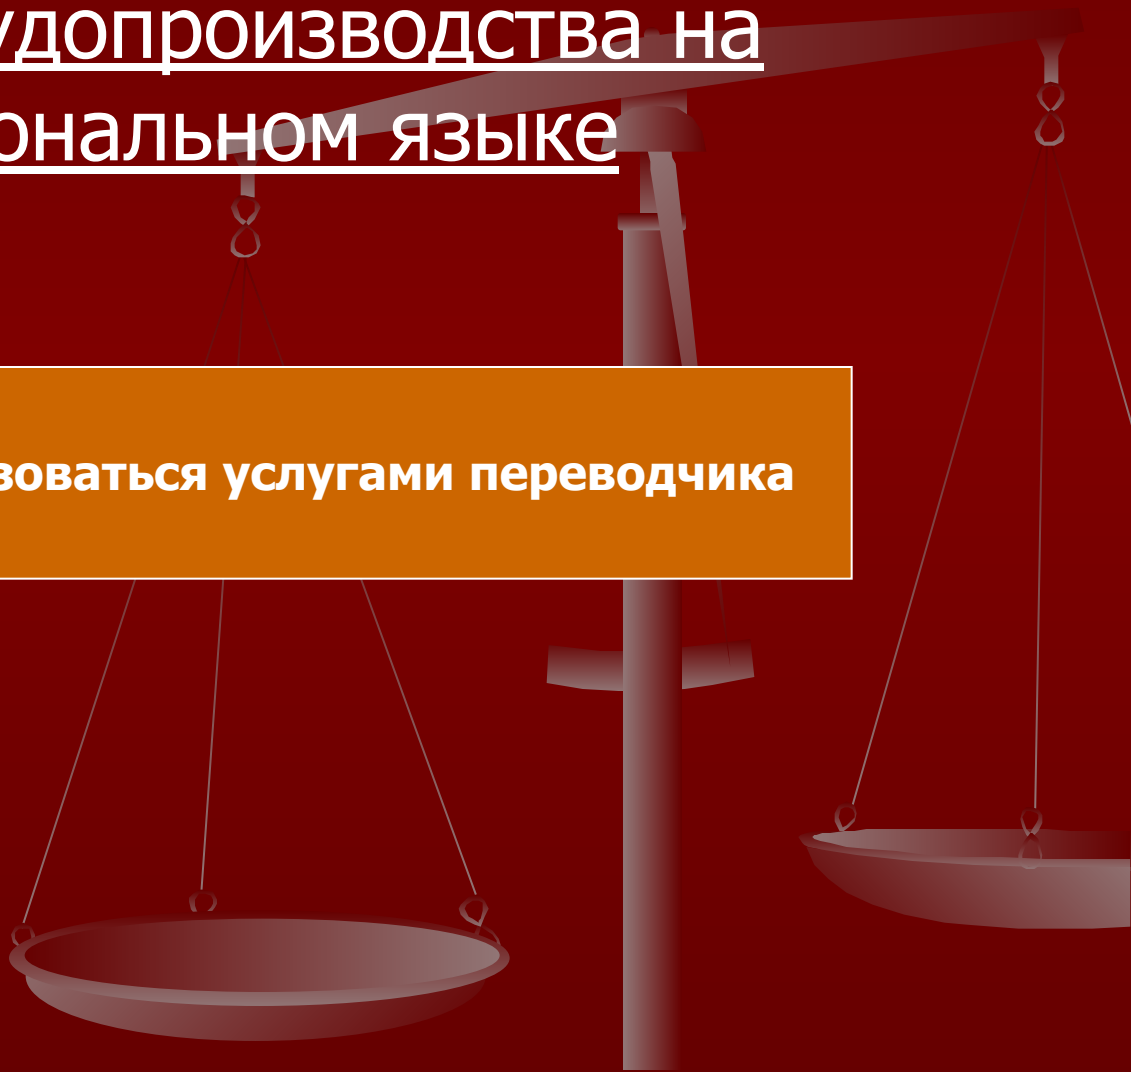 удопроизводства на
ональном языке
зоваться услугами переводчика